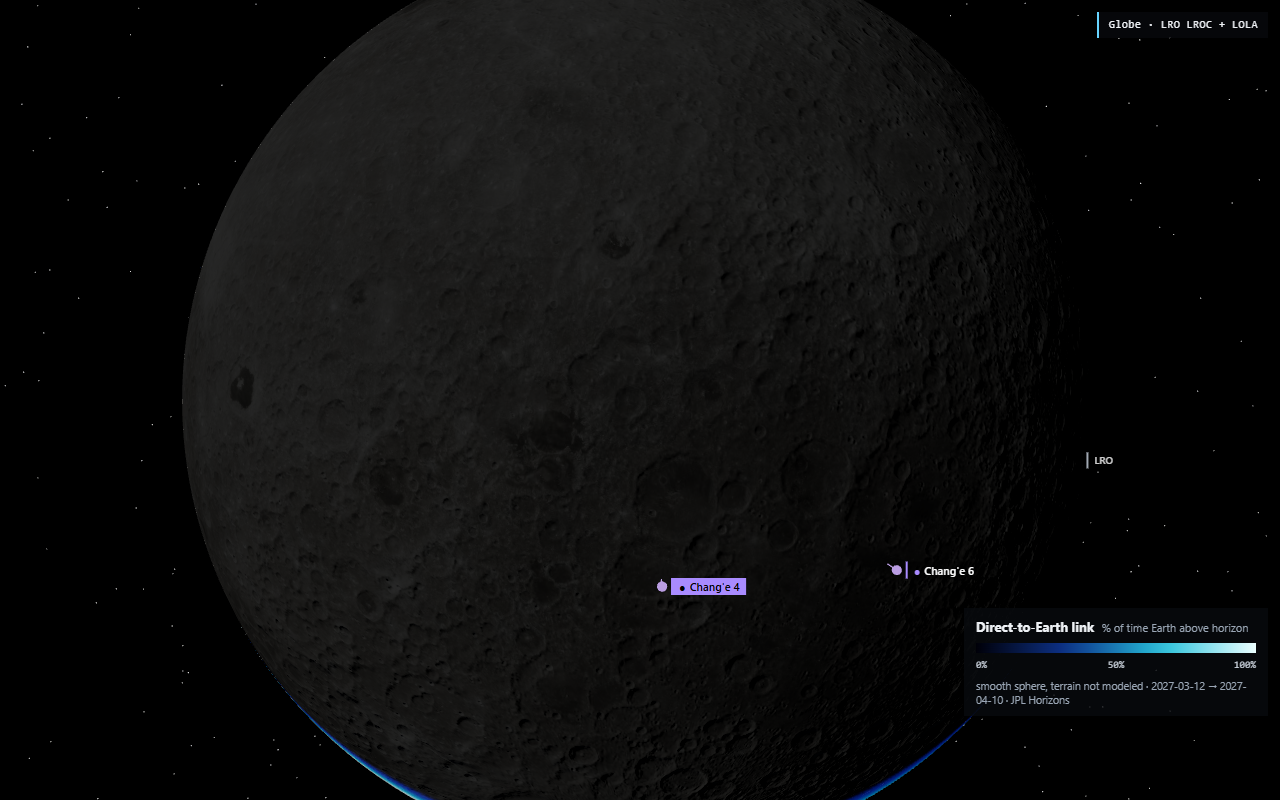 Globe · LRO LROC + LOLA
LRO
● Chang'e 6
● Chang'e 4
Direct-to-Earth link % of time Earth above horizon
0% 50% 100%
smooth sphere, terrain not modeled · 2027-03-12 → 2027-
04-10 · JPL Horizons